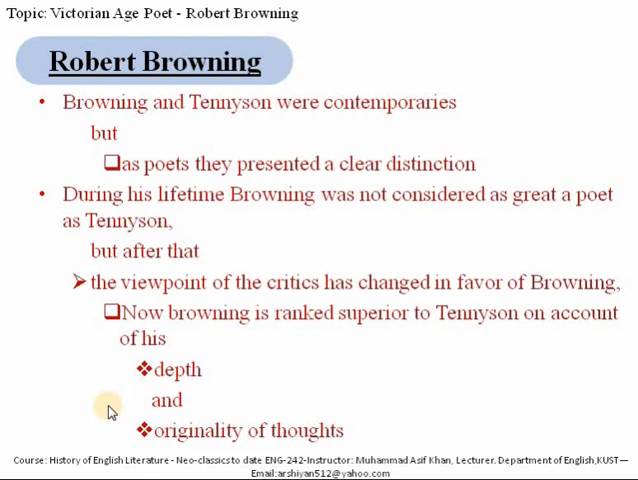 Topic: Victorian Age Poet - Robert Browning
Robert Browning
• Browning and Tennyson were contemporaries
but
❑as poets they presented a clear distinction
• During his lifetime Browning was not considered as great a poet
as Tennyson,
but after that
➢the viewpoint of the critics has changed in favor of Browning,
❑Now browning is ranked superior to Tennyson on account
of his
❖depth
and
❖originality of thoughts
Course: History of English Literature - Neo-classics to date ENG-242-Instructor: Muhammad Asif Khan, Lecturer. Department of English,KUST—
Email:arshiyan512@yahoo.com